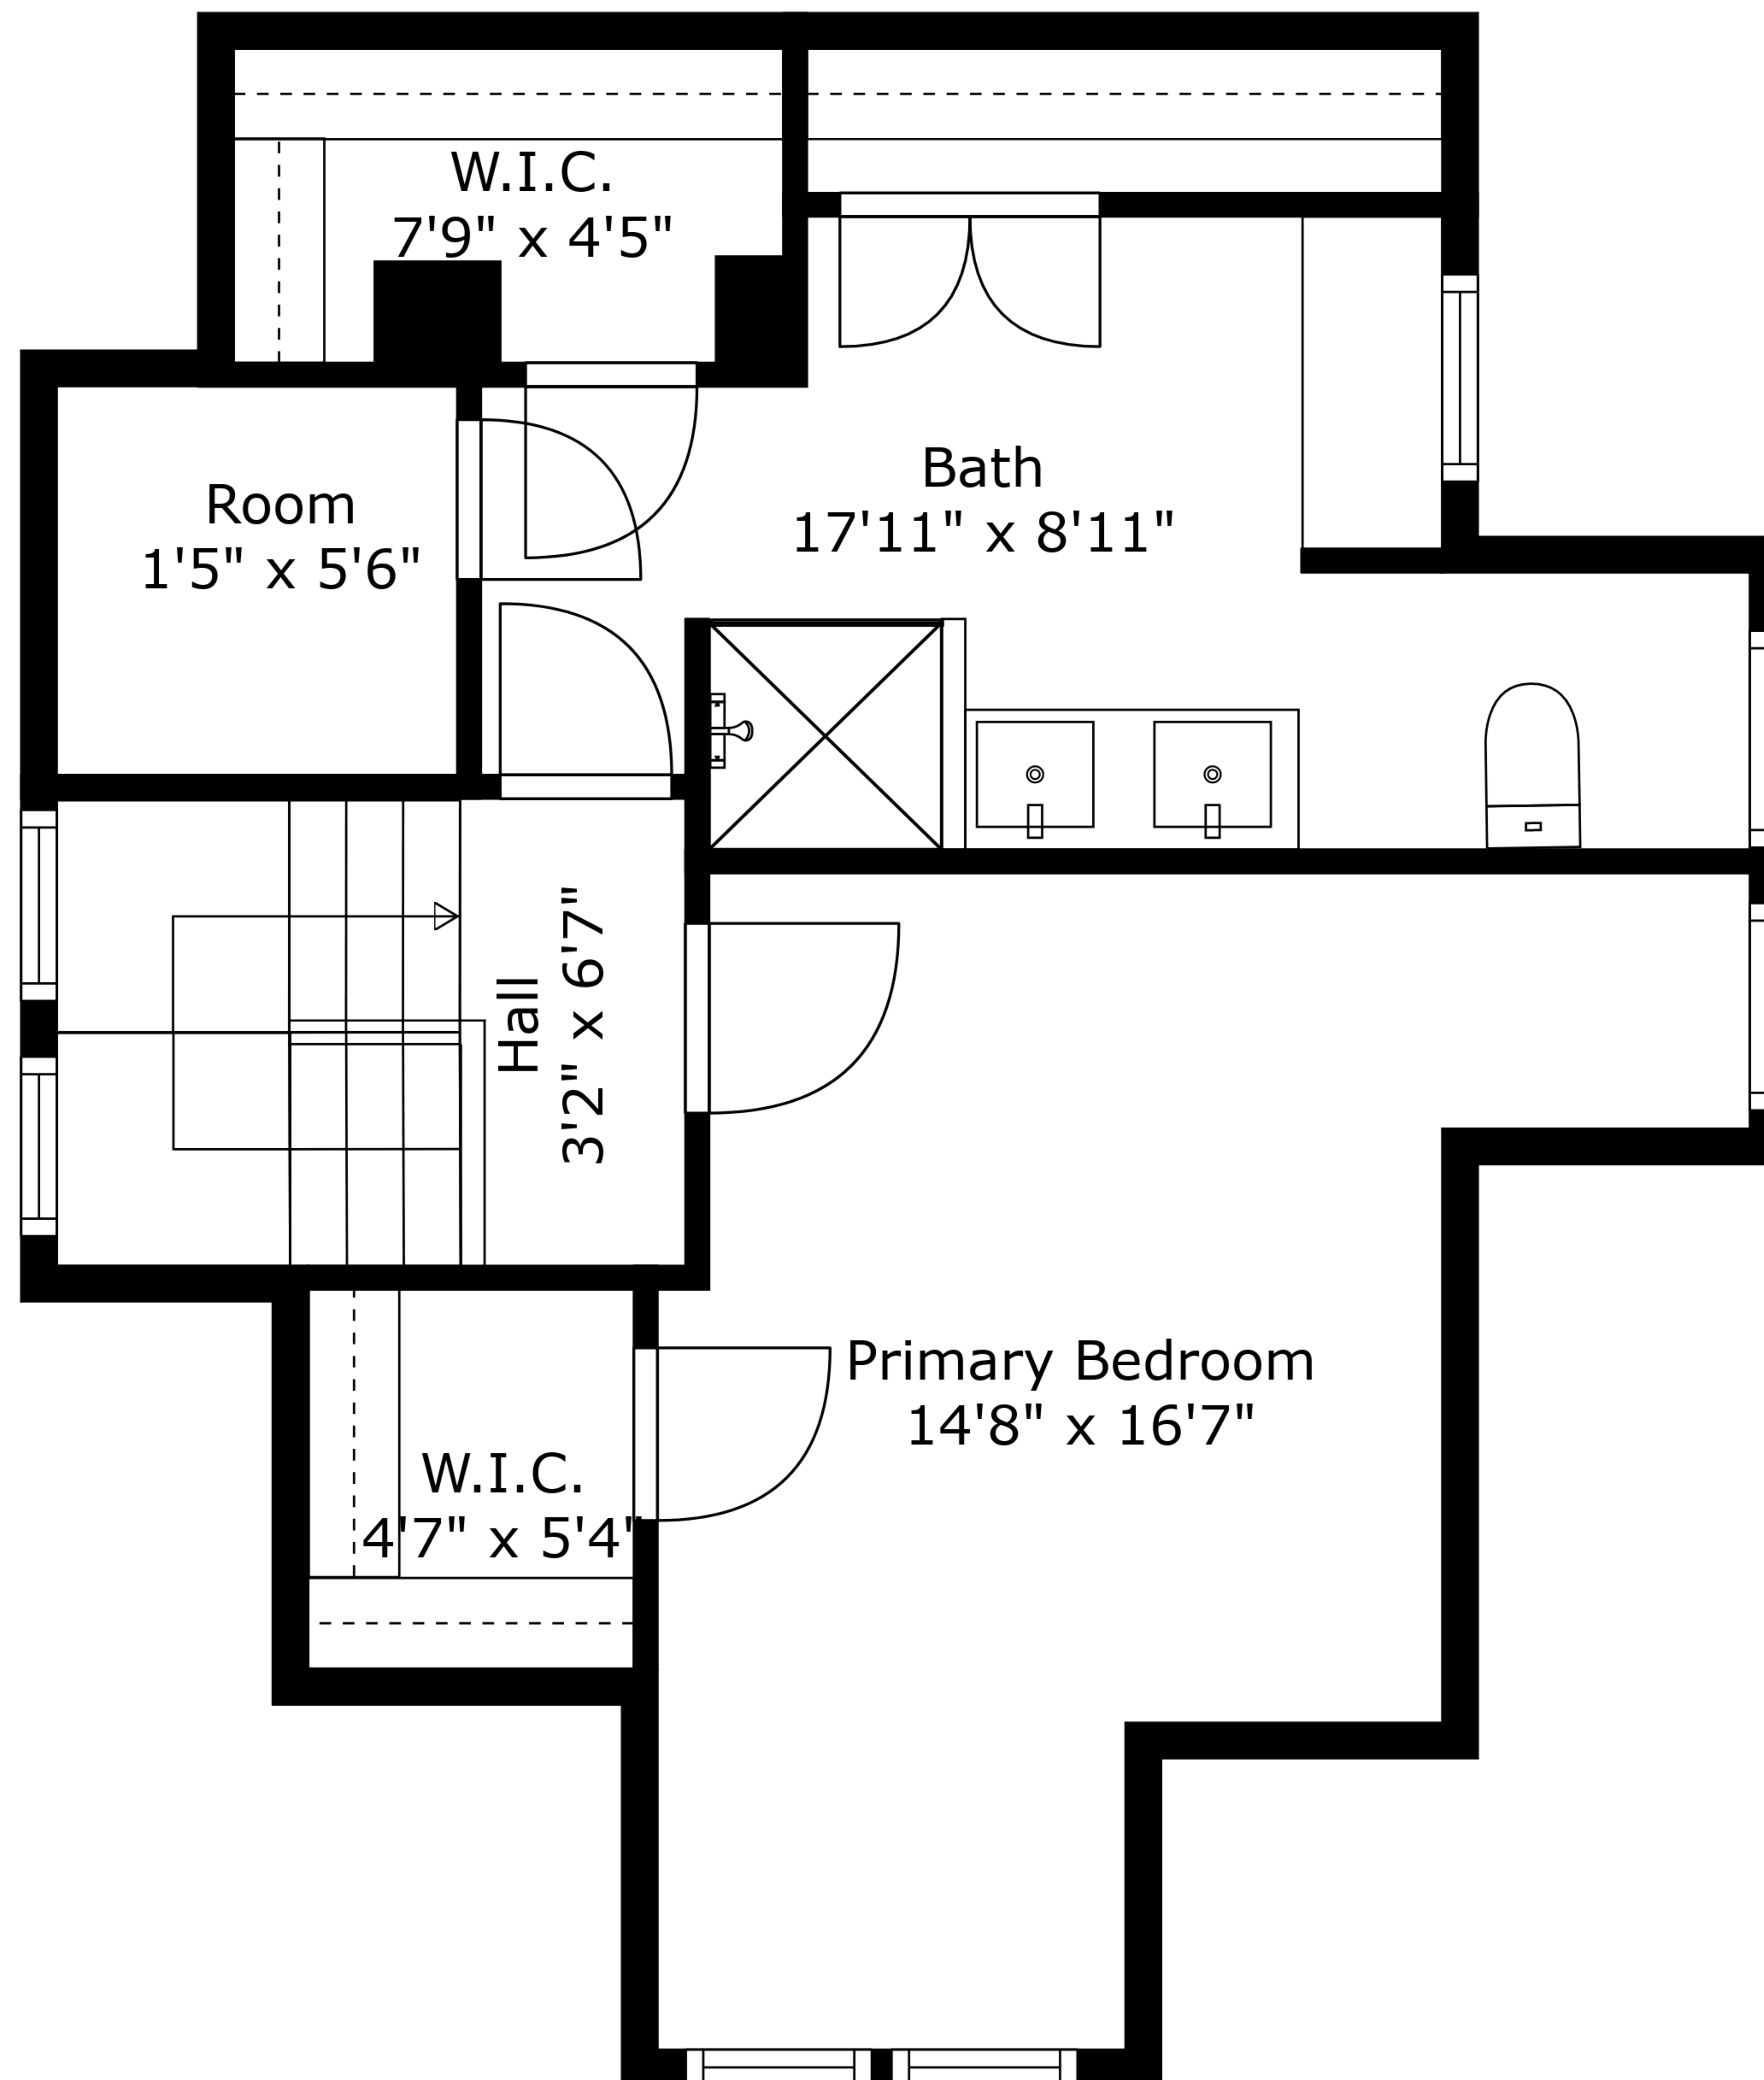 W.I.C.
7'9" x 4'5"
Bath
17'11" x 8'11"
Room
1'5" x 5'6"
Hall
3'2" x 6'7"
Primary Bedroom
14'8" x 16'7"
W.I.C.
4'7" x 5'4"